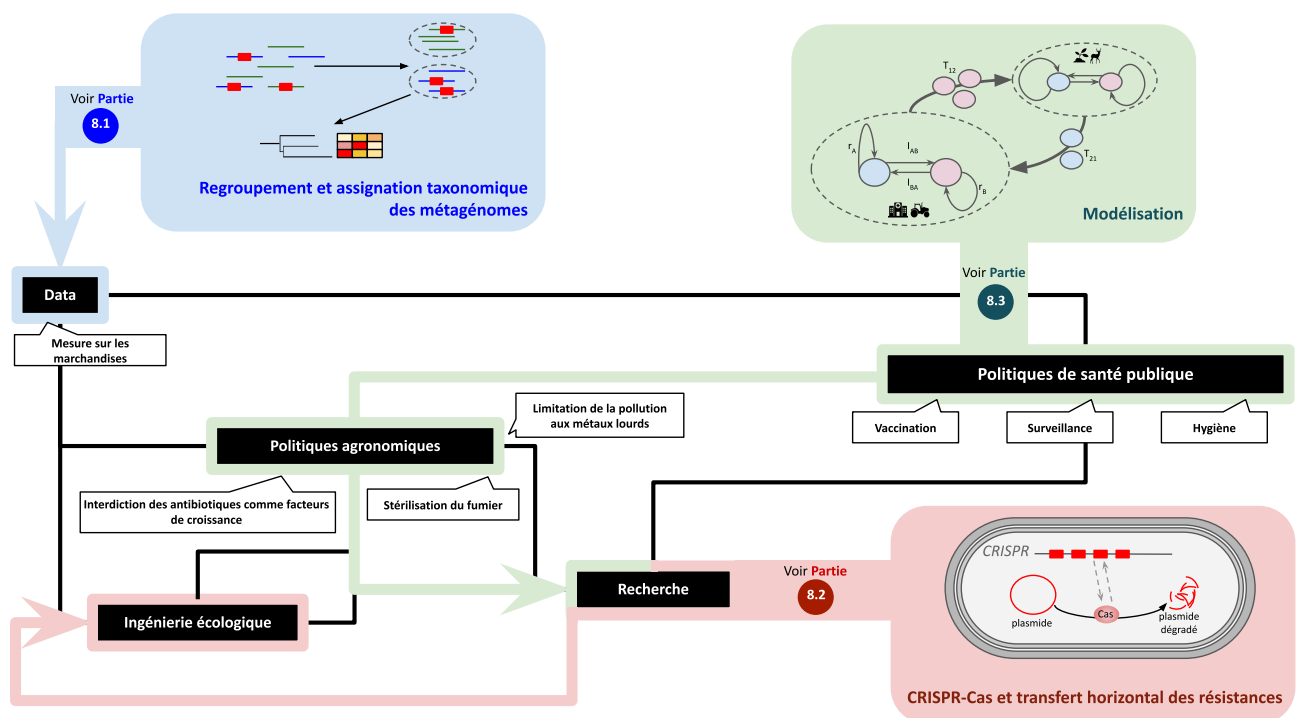 Voir Partie
8.1
Regroupement et assignation taxonomique
des métagénomes
T12
T21
rA
IAB
IBA
rB
Modélisation
Voir Partie
8.3
Data
Mesure sur les
marchandises
Politiques de santé publique
Vaccination
Surveillance
Hygiène
Limitation de la pollution
aux métaux lourds
Politiques agronomiques
Interdiction des antibiotiques comme facteurs
de croissance
Stérilisation du fumier
Recherche
Voir Partie
8.2
Ingénierie écologique
CRISPR
Cas
plasmide
plasmide
dégradé
CRISPR-Cas et transfert horizontal des résistances